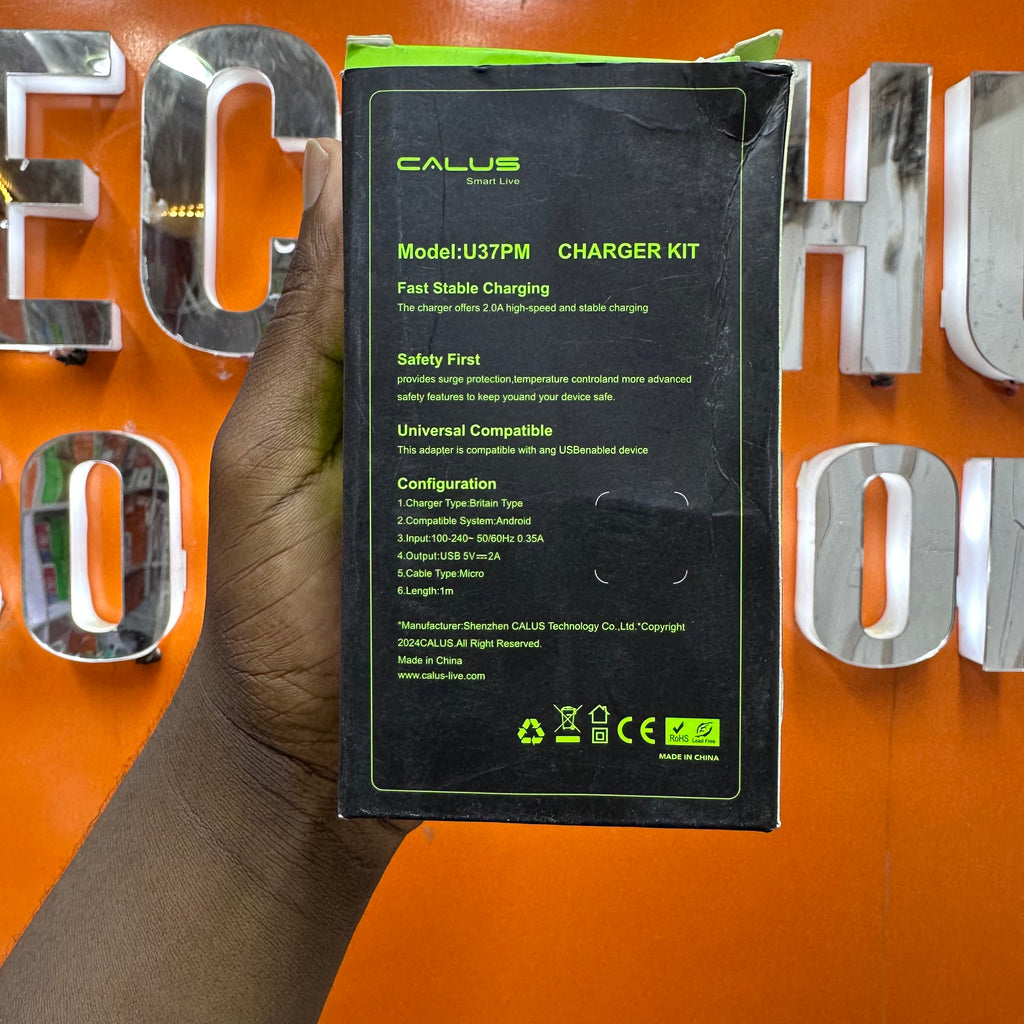 EC
HU
O
O
CALUS
Smart Live
Model:U37PM CHARGER KIT
Fast Stable Charging
The charger offers 2.0A high-speed and stable charging
Safety First
provides surge protection,temperature controland more advanced
safety features to keep youand your device safe.
Universal Compatible
This adapter is compatible with ang USBenabled device
Configuration
1.Charger Type:Britain Type
2.Compatible System:Android
3.Input:100-240~ 50/60Hz 0.35A
4.Output:USB 5V⎓2A
5.Cable Type:Micro
6.Length:1m
*Manufacturer:Shenzhen CALUS Technology Co.,Ltd.*Copyright
2024CALUS.All Right Reserved.
Made in China
www.calus-live.com
CE
RoHS Lead Free
MADE IN CHINA